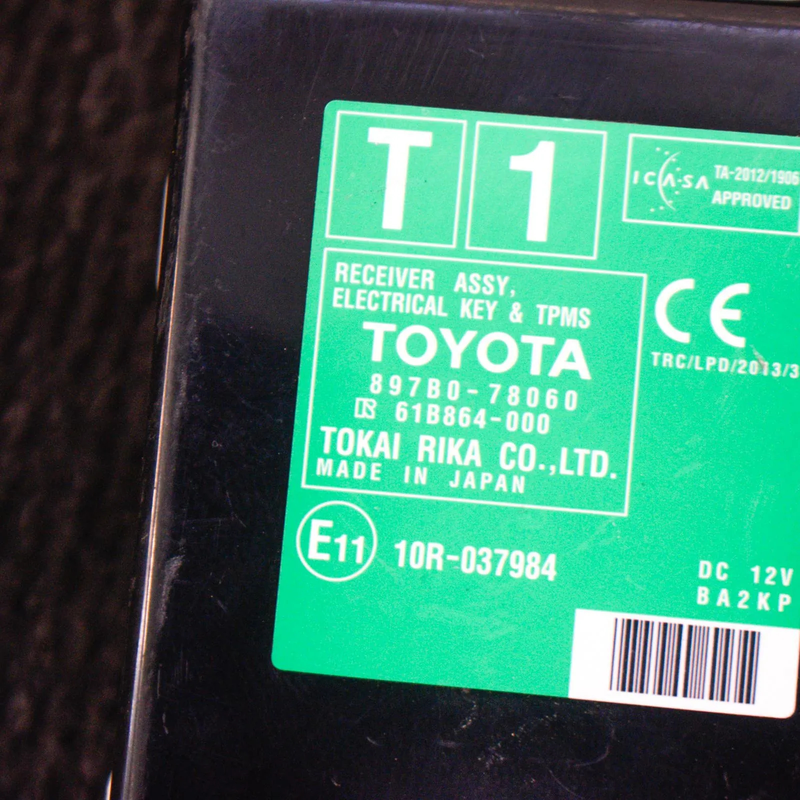 T 1
ICASA TA-2012/1906
APPROVED
RECEIVER ASSY,
ELECTRICAL KEY & TPMS
TOYOTA
897B0-78060
61B864-000
TOKAI RIKA CO.,LTD.
MADE IN JAPAN
CE
TRC/LPD/2013/3
E11 10R-037984
DC 12V
BA2KP